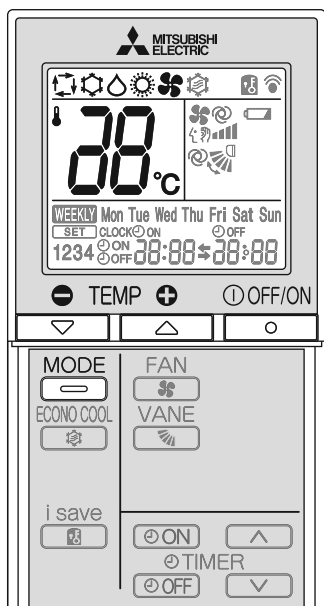 MITSUBISHI
ELECTRIC
88°C
WEEKLY Mon Tue Wed Thu Fri Sat Sun
SET CLOCK ON OFF
1234 ON OFF 88:88 88:88
TEMP OFF/ON
MODE FAN
ECONO COOL VANE
i save
ON
TIMER
OFF